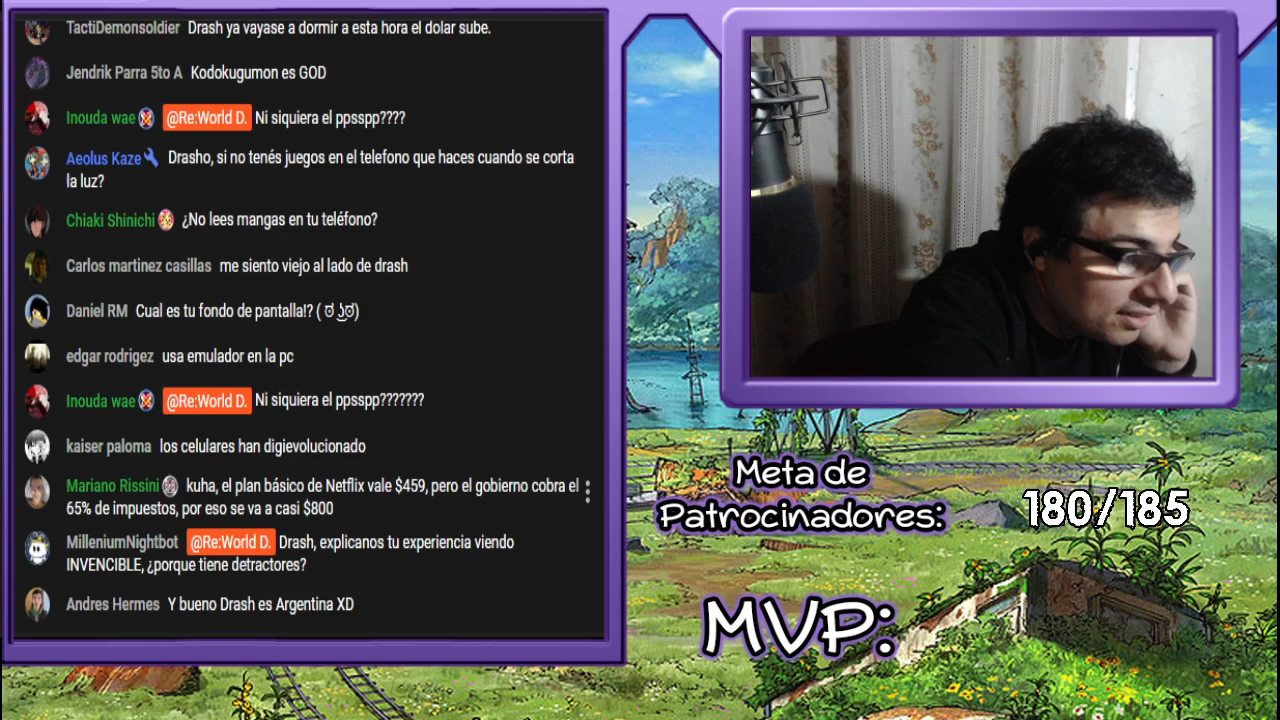 TactiDemonsoldier Drash ya vayase a dormir a esta hora el dolar sube.
Jendrik Parra 5to A Kodokugumon es GOD
Inouda wae @Re:World D. Ni siquiera el ppsspp????
Aeolus Kaze Drasho, si no tenés juegos en el telefono que haces cuando se corta
la luz?
Chiaki Shinichi ¿No lees mangas en tu teléfono?
Carlos martinez casillas me siento viejo al lado de drash
Daniel RM Cual es tu fondo de pantalla!? ( ಠ ͜ʖಠ)
edgar rodrigez usa emulador en la pc
Inouda wae @Re:World D. Ni siquiera el ppsspp???????
kaiser paloma los celulares han digievolucionado
Mariano Rissini kuha, el plan básico de Netflix vale $459, pero el gobierno cobra el
65% de impuestos, por eso se va a casi $800
MilleniumNightbot @Re:World D. Drash, explicanos tu experiencia viendo
INVENCIBLE, ¿porque tiene detractores?
Andres Hermes Y bueno Drash es Argentina XD
Meta de
Patrocinadores: 180/185
MVP: